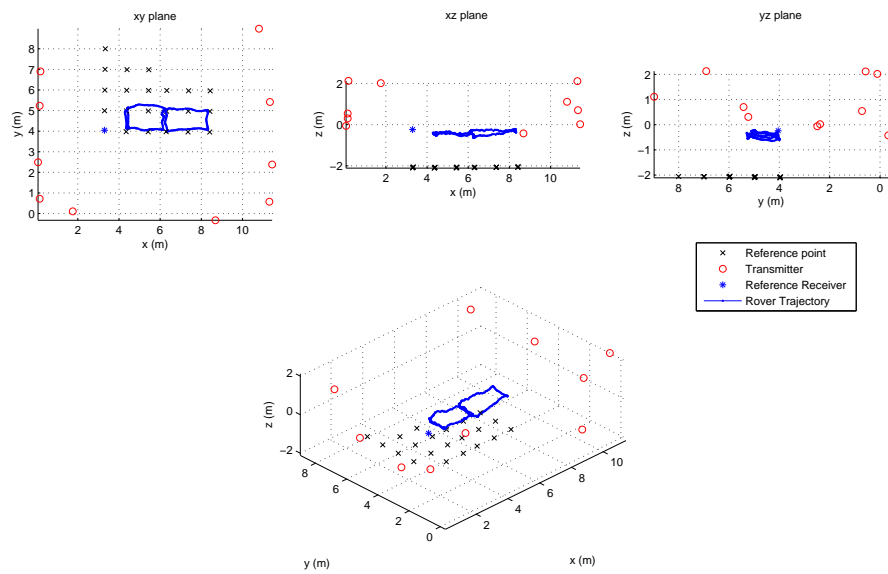 xy plane
8
7
6
5
4
3
2
1
0
y (m)
2 4 6 8 10
x (m)
xz plane
2
0
−2
z (m)
2 4 6 8 10
x (m)
yz plane
2
1
0
−1
−2
z (m)
8 6 4 2 0
y (m)
Reference point
Transmitter
Reference Receiver
Rover Trajectory
2
0
−2
z (m)
8
6
4
2
0
y (m)
2
4
6
8
10
x (m)